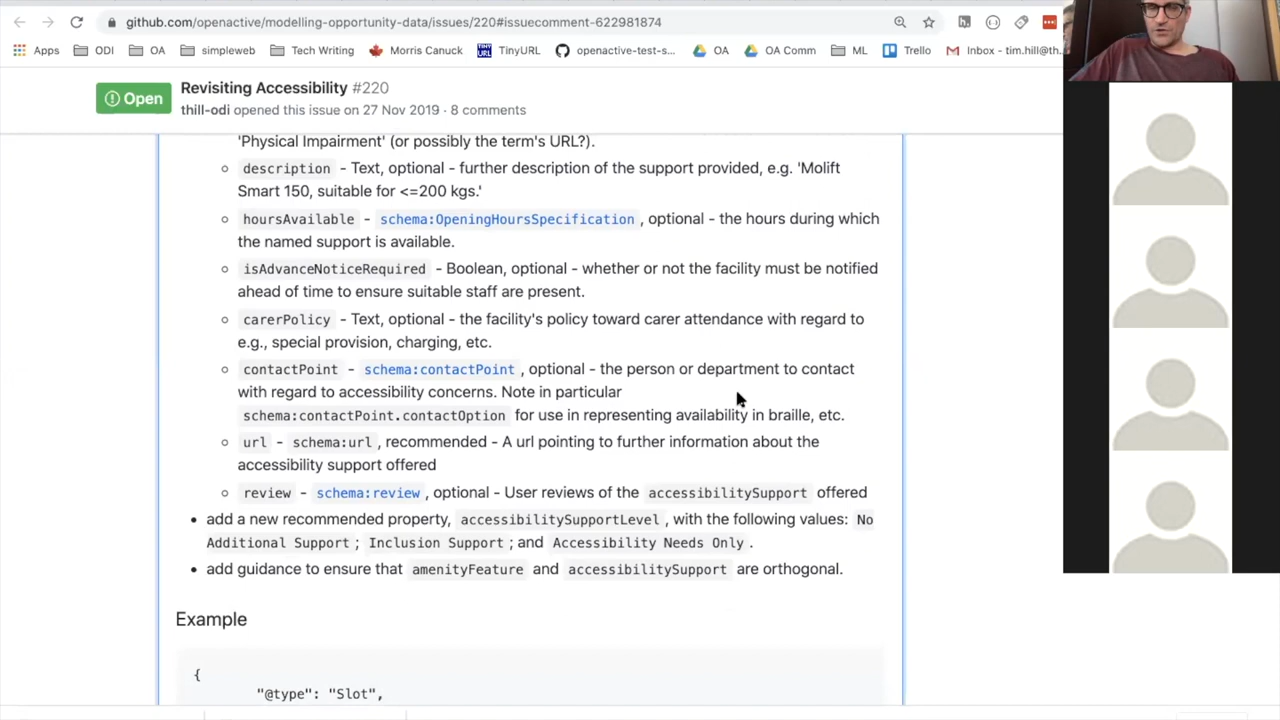 github.com/openactive/modelling-opportunity-data/issues/220#issuecomment-622981874
Apps ODI OA simpleweb Tech Writing Morris Canuck TinyURL openactive-test-s... OA OA Comm ML Trello Inbox - tim.hill@th...
Open
Revisiting Accessibility #220
thill-odi opened this issue on 27 Nov 2019 · 8 comments
'Physical Impairment' (or possibly the term's URL?).
description - Text, optional - further description of the support provided, e.g. 'Molift
Smart 150, suitable for <=200 kgs.'
hoursAvailable - schema:OpeningHoursSpecification , optional - the hours during which
the named support is available.
isAdvanceNoticeRequired - Boolean, optional - whether or not the facility must be notified
ahead of time to ensure suitable staff are present.
carerPolicy - Text, optional - the facility's policy toward carer attendance with regard to
e.g., special provision, charging, etc.
contactPoint - schema:contactPoint , optional - the person or department to contact
with regard to accessibility concerns. Note in particular
schema:contactPoint.contactOption for use in representing availability in braille, etc.
url - schema:url , recommended - A url pointing to further information about the
accessibility support offered
review - schema:review , optional - User reviews of the accessibilitySupport offered
add a new recommended property, accessibilitySupportLevel , with the following values: No
Additional Support ; Inclusion Support ; and Accessibility Needs Only .
add guidance to ensure that amenityFeature and accessibilitySupport are orthogonal.
Example
{
"@type": "Slot",